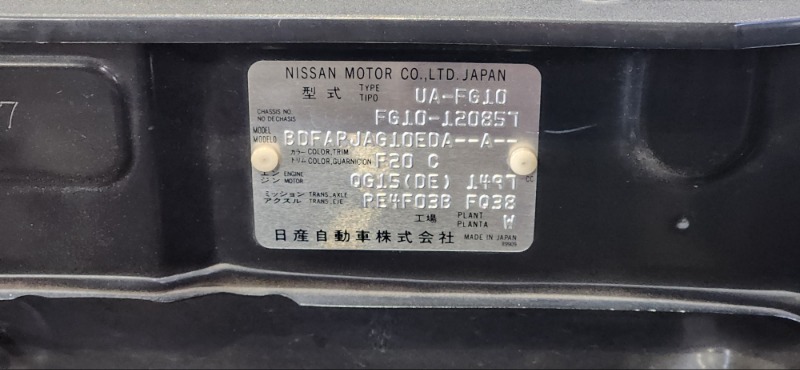 NISSAN MOTOR CO.,LTD.JAPAN
型式 TYPE TIPO UA-FG10
CHASSIS NO NO DECHASIS FG10-120857
MODEL MODELO BDFARJAG10EDA--A--
カラー COLOR,TRIM トリム COLOR,GUARNICION F20 C
エンジン ENGINE MOTOR QG15(DE) 1497 CC
ミッション アクスル TRANS.AXLE TRANS.EJE RE4F03B FQ38
工場 PLANT PLANTA W
日産自動車株式会社 MADE IN JAPAN
7